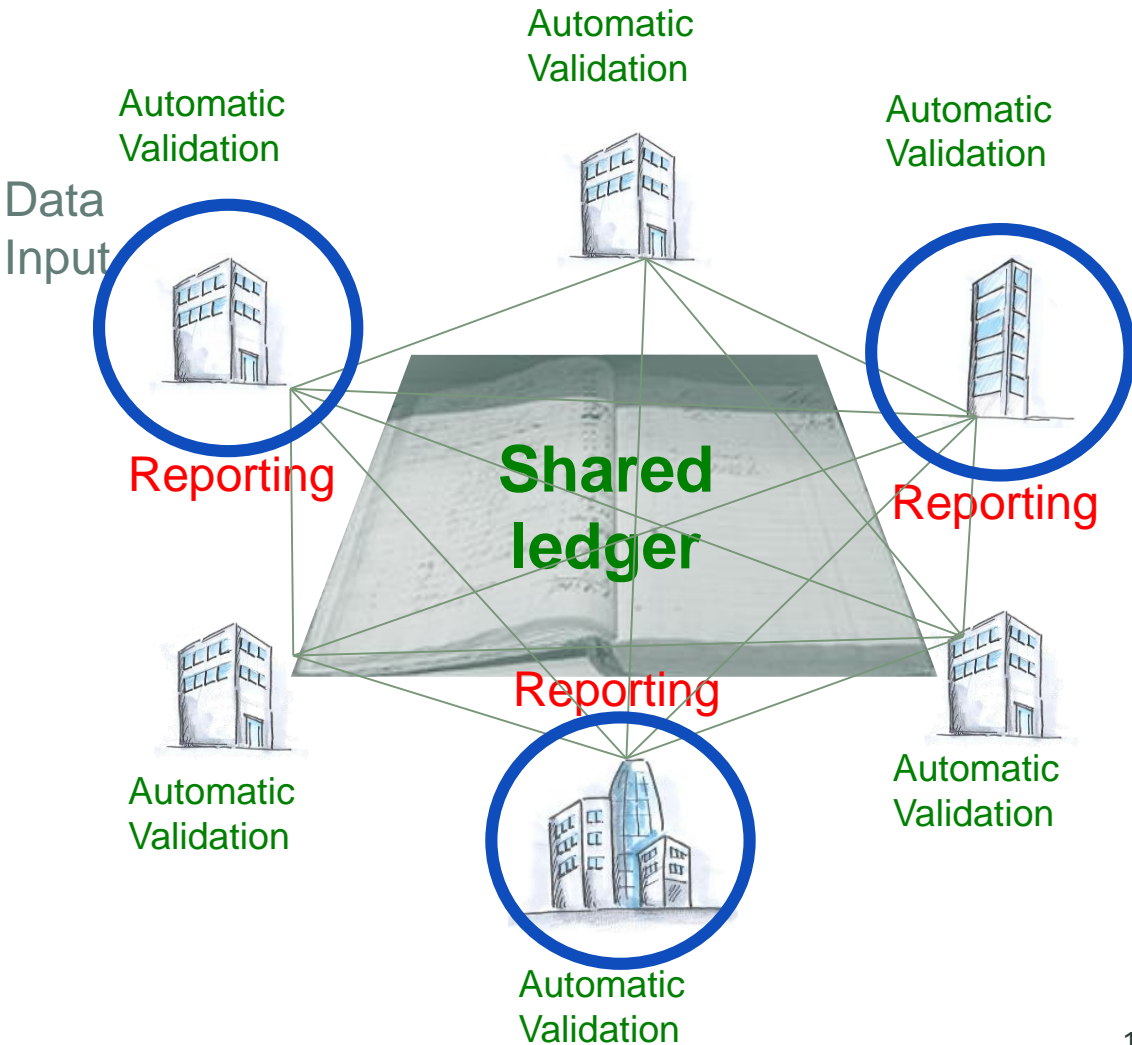 Automatic
Validation
Automatic
Validation
Automatic
Validation
Data
Input
Reporting
Shared
ledger
Reporting
Reporting
Automatic
Validation
Automatic
Validation
Automatic
Validation
1